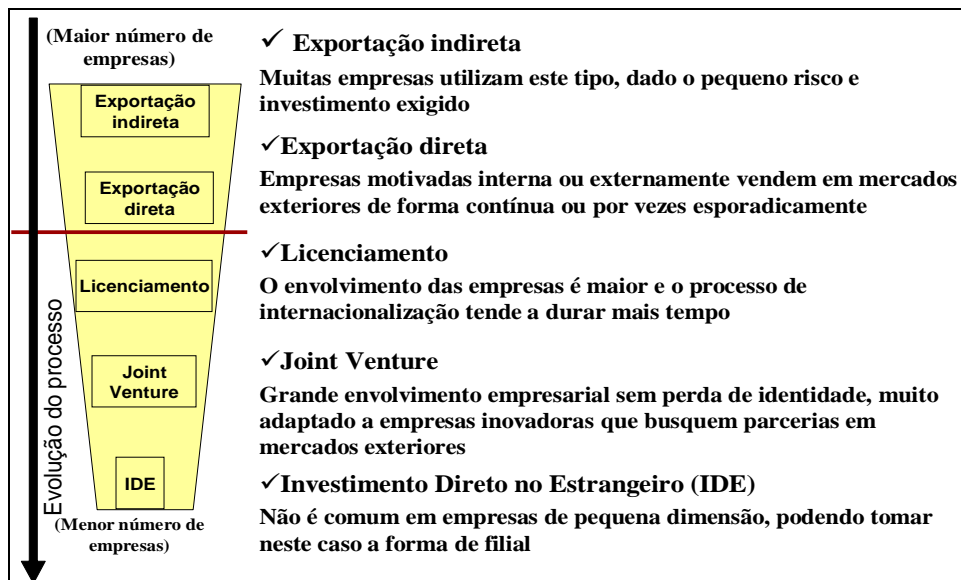 (Maior número de
empresas)
Exportação
indireta
Exportação
direta
Licenciamento
Joint
Venture
IDE
(Menor número de
empresas)
Evolução do processo
✓ Exportação indireta
Muitas empresas utilizam este tipo, dado o pequeno risco e
investimento exigido
✓Exportação direta
Empresas motivadas interna ou externamente vendem em mercados
exteriores de forma contínua ou por vezes esporadicamente
✓Licenciamento
O envolvimento das empresas é maior e o processo de
internacionalização tende a durar mais tempo
✓Joint Venture
Grande envolvimento empresarial sem perda de identidade, muito
adaptado a empresas inovadoras que busquem parcerias em
mercados exteriores
✓Investimento Direto no Estrangeiro (IDE)
Não é comum em empresas de pequena dimensão, podendo tomar
neste caso a forma de filial